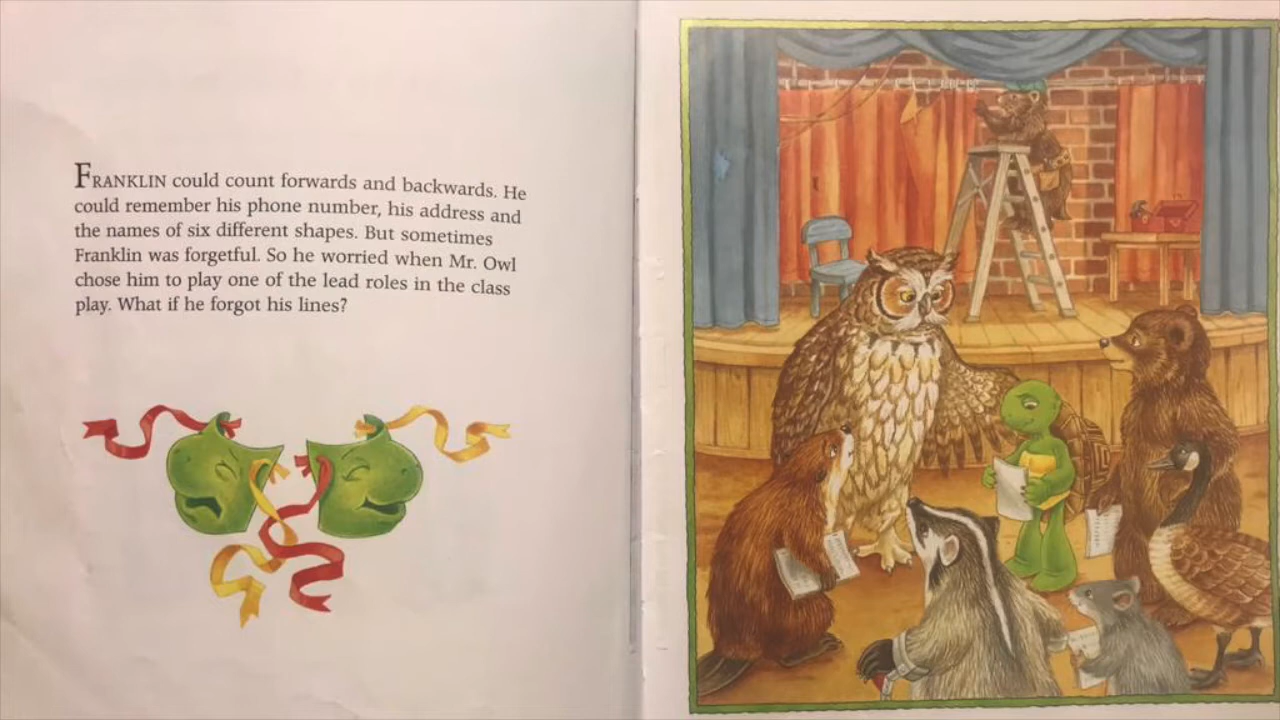 FRANKLIN could count forwards and backwards. He
could remember his phone number, his address and
the names of six different shapes. But sometimes
Franklin was forgetful. So he worried when Mr. Owl
chose him to play one of the lead roles in the class
play. What if he forgot his lines?